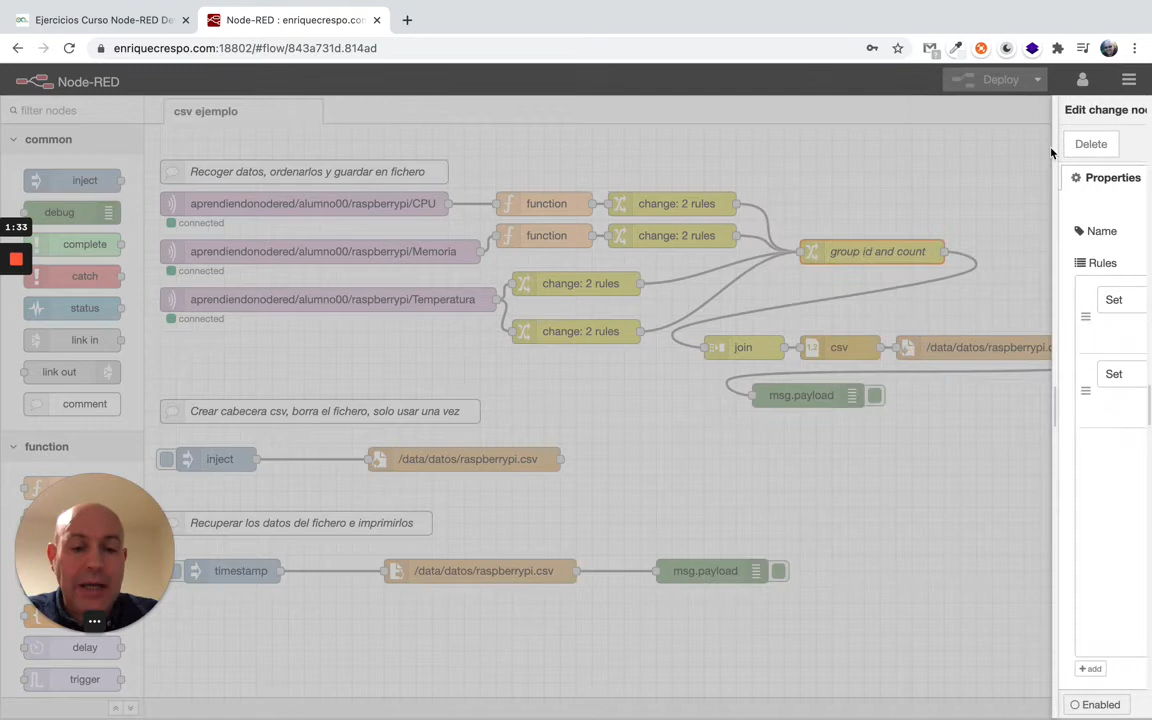 Ejercicios Curso Node-RED De
Node-RED : enriquecrespo.com
enriquecrespo.com:18802/#flow/843a731d.814ad
Node-RED
Deploy
filter nodes
csv ejemplo
Edit change no
Delete
common
Properties
Recoger datos, ordenarlos y guardar en fichero
inject
aprendiendonodered/alumno00/raspberrypi/CPU
function
change: 2 rules
debug
connected
1:33
Name
function
change: 2 rules
complete
aprendiendonodered/alumno00/raspberrypi/Memoria
group id and count
Rules
connected
catch
change: 2 rules
aprendiendonodered/alumno00/raspberrypi/Temperatura
Set
status
connected
change: 2 rules
link in
join
1,2
csv
/data/datos/raspberrypi.c
link out
Set
msg.payload
comment
Crear cabecera csv, borra el fichero, solo usar una vez
function
inject
/data/datos/raspberrypi.csv
Recuperar los datos del fichero e imprimirlos
timestamp
/data/datos/raspberrypi.csv
msg.payload
delay
add
trigger
Enabled